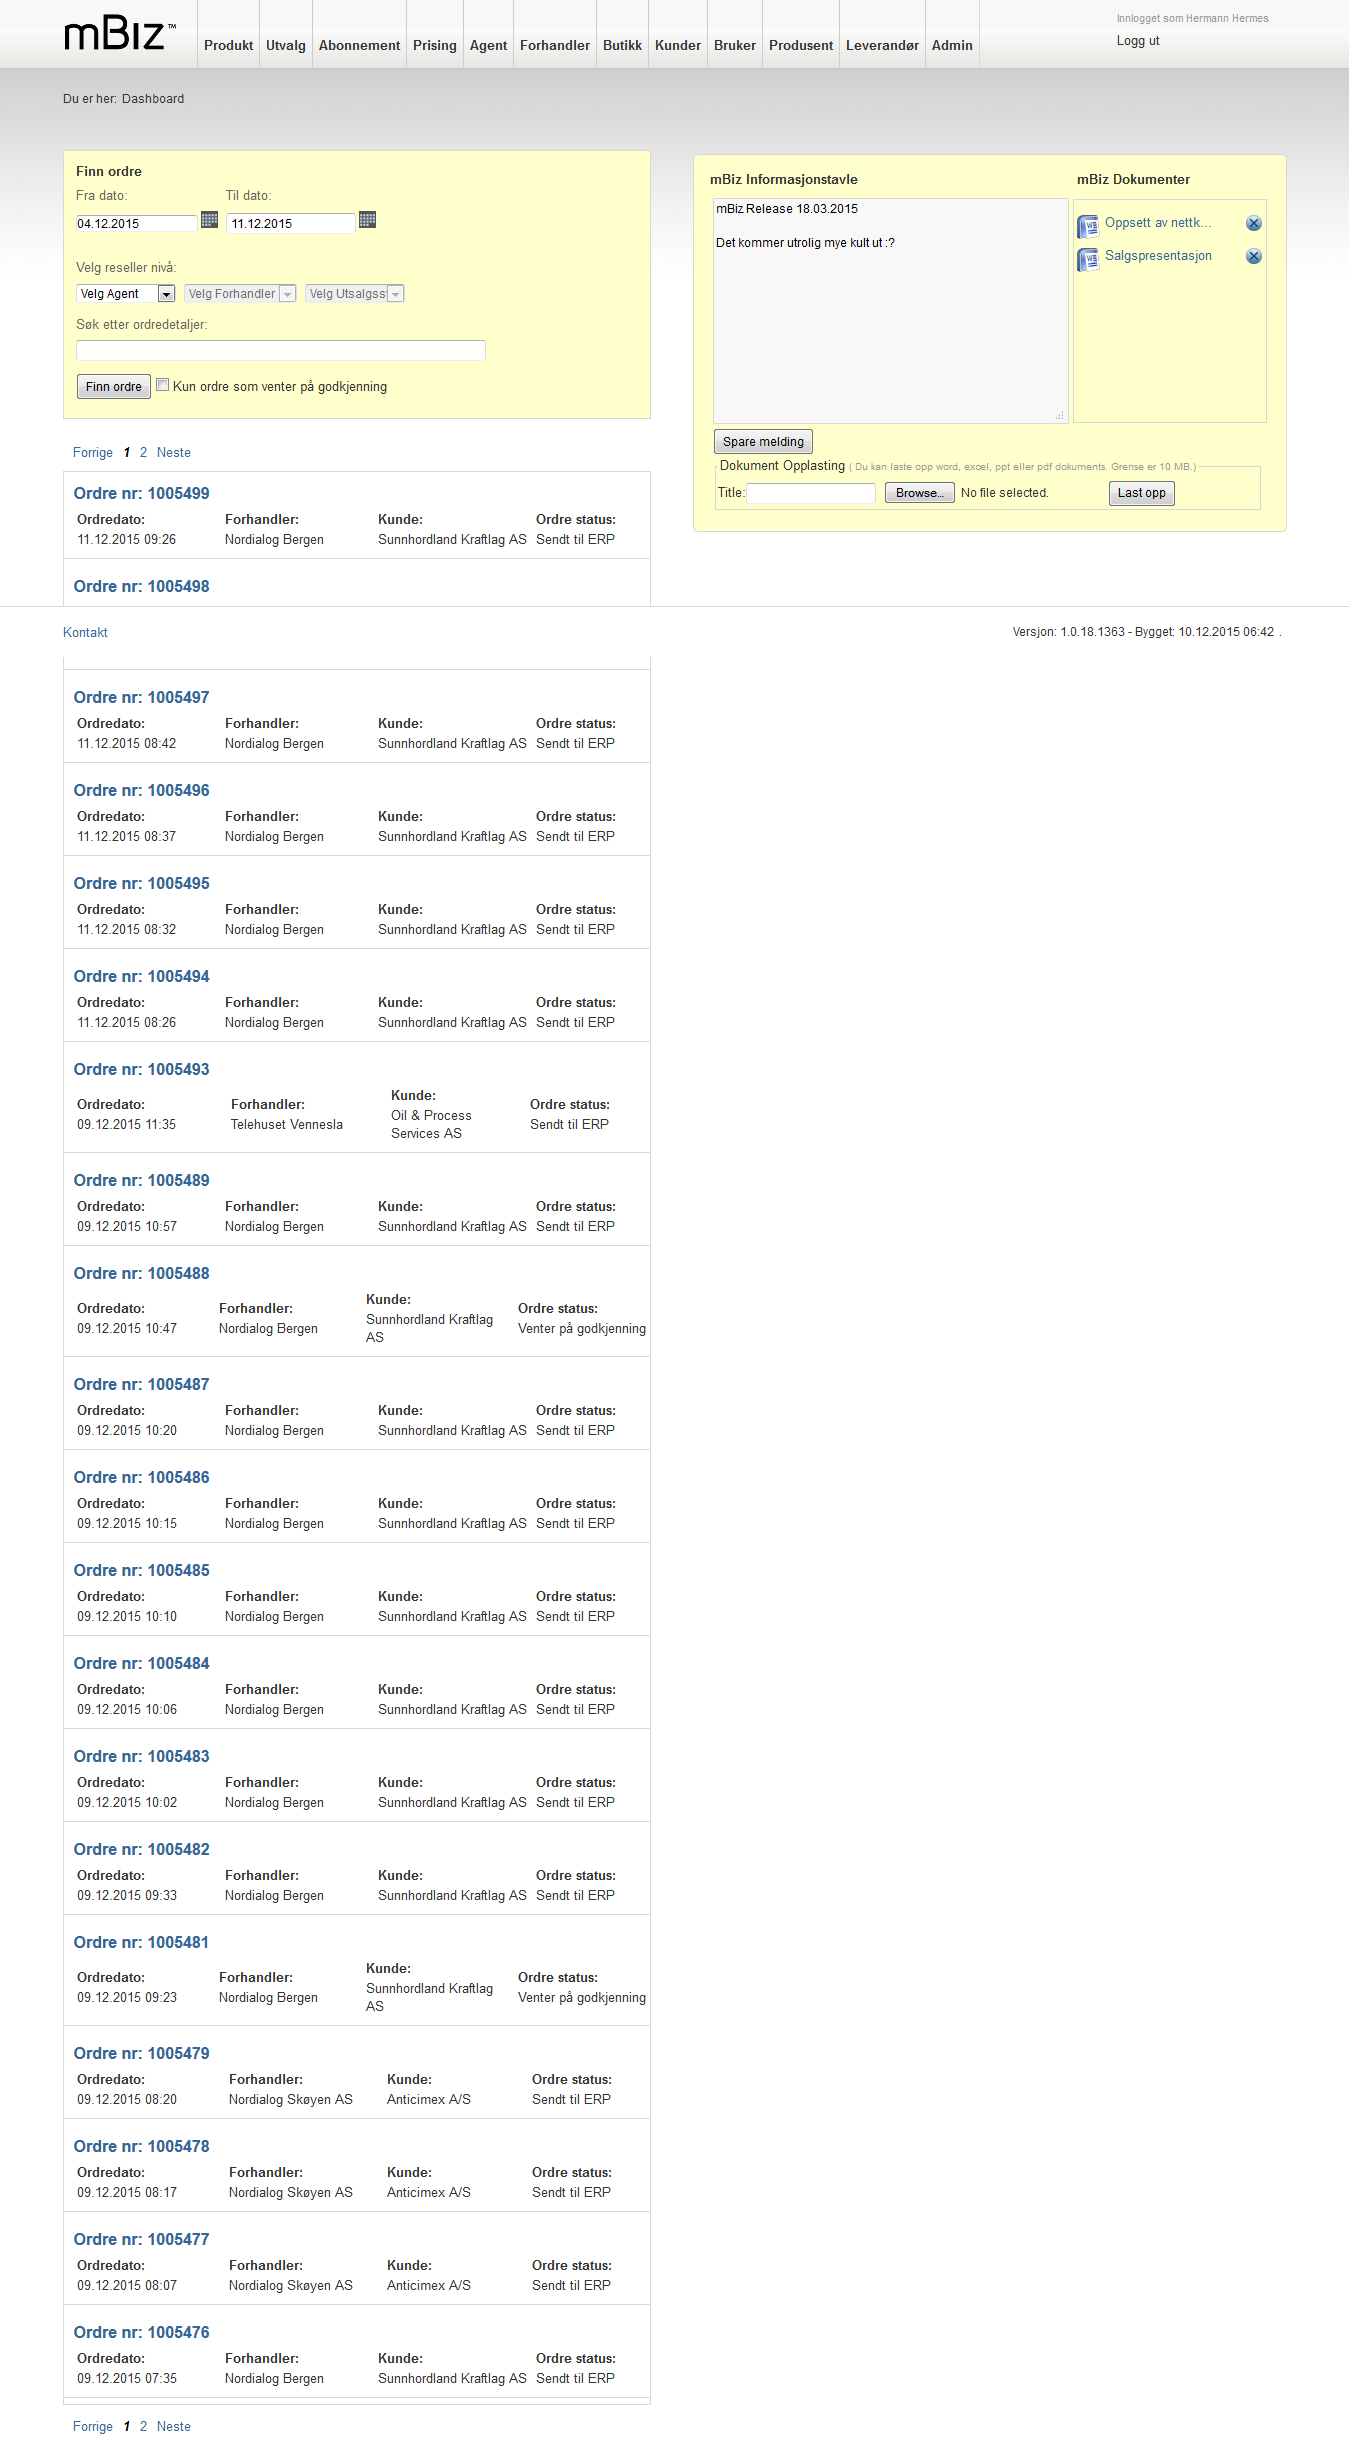 mBiz™
Produkt Utvalg Abonnement Prising Agent Forhandler Butikk Kunder Bruker Produsent Leverandør Admin
Innlogget som Hermann Hermes
Logg ut
Du er her: Dashboard
Finn ordre
Fra dato: Til dato:
04.12.2015 11.12.2015
Velg reseller nivå:
Velg Agent Velg Forhandler Velg Utsalgss
Søk etter ordredetaljer:
Finn ordre Kun ordre som venter på godkjenning
mBiz Informasjonstavle mBiz Dokumenter
mBiz Release 18.03.2015
Det kommer utrolig mye kult ut :?
Oppsett av nettk...
Salgspresentasjon
Spare melding
Dokument Opplasting ( Du kan laste opp word, excel, ppt eller pdf dokuments. Grense er 10 MB.)
Title: Browse... No file selected. Last opp
Forrige 1 2 Neste
Ordre nr: 1005499
Ordredato: Forhandler: Kunde: Ordre status:
11.12.2015 09:26 Nordialog Bergen Sunnhordland Kraftlag AS Sendt til ERP
Ordre nr: 1005498
Kontakt Versjon: 1.0.18.1363 - Bygget: 10.12.2015 06:42 .
Ordre nr: 1005497
Ordredato: Forhandler: Kunde: Ordre status:
11.12.2015 08:42 Nordialog Bergen Sunnhordland Kraftlag AS Sendt til ERP
Ordre nr: 1005496
Ordredato: Forhandler: Kunde: Ordre status:
11.12.2015 08:37 Nordialog Bergen Sunnhordland Kraftlag AS Sendt til ERP
Ordre nr: 1005495
Ordredato: Forhandler: Kunde: Ordre status:
11.12.2015 08:32 Nordialog Bergen Sunnhordland Kraftlag AS Sendt til ERP
Ordre nr: 1005494
Ordredato: Forhandler: Kunde: Ordre status:
11.12.2015 08:26 Nordialog Bergen Sunnhordland Kraftlag AS Sendt til ERP
Ordre nr: 1005493
Ordredato: Forhandler: Kunde: Ordre status:
09.12.2015 11:35 Telehuset Vennesla Oil & Process Sendt til ERP
Services AS
Ordre nr: 1005489
Ordredato: Forhandler: Kunde: Ordre status:
09.12.2015 10:57 Nordialog Bergen Sunnhordland Kraftlag AS Sendt til ERP
Ordre nr: 1005488
Ordredato: Forhandler: Kunde: Ordre status:
09.12.2015 10:47 Nordialog Bergen Sunnhordland Kraftlag Venter på godkjenning
AS
Ordre nr: 1005487
Ordredato: Forhandler: Kunde: Ordre status:
09.12.2015 10:20 Nordialog Bergen Sunnhordland Kraftlag AS Sendt til ERP
Ordre nr: 1005486
Ordredato: Forhandler: Kunde: Ordre status:
09.12.2015 10:15 Nordialog Bergen Sunnhordland Kraftlag AS Sendt til ERP
Ordre nr: 1005485
Ordredato: Forhandler: Kunde: Ordre status:
09.12.2015 10:10 Nordialog Bergen Sunnhordland Kraftlag AS Sendt til ERP
Ordre nr: 1005484
Ordredato: Forhandler: Kunde: Ordre status:
09.12.2015 10:06 Nordialog Bergen Sunnhordland Kraftlag AS Sendt til ERP
Ordre nr: 1005483
Ordredato: Forhandler: Kunde: Ordre status:
09.12.2015 10:02 Nordialog Bergen Sunnhordland Kraftlag AS Sendt til ERP
Ordre nr: 1005482
Ordredato: Forhandler: Kunde: Ordre status:
09.12.2015 09:33 Nordialog Bergen Sunnhordland Kraftlag AS Sendt til ERP
Ordre nr: 1005481
Ordredato: Forhandler: Kunde: Ordre status:
09.12.2015 09:23 Nordialog Bergen Sunnhordland Kraftlag Venter på godkjenning
AS
Ordre nr: 1005479
Ordredato: Forhandler: Kunde: Ordre status:
09.12.2015 08:20 Nordialog Skøyen AS Anticimex A/S Sendt til ERP
Ordre nr: 1005478
Ordredato: Forhandler: Kunde: Ordre status:
09.12.2015 08:17 Nordialog Skøyen AS Anticimex A/S Sendt til ERP
Ordre nr: 1005477
Ordredato: Forhandler: Kunde: Ordre status:
09.12.2015 08:07 Nordialog Skøyen AS Anticimex A/S Sendt til ERP
Ordre nr: 1005476
Ordredato: Forhandler: Kunde: Ordre status:
09.12.2015 07:35 Nordialog Bergen Sunnhordland Kraftlag AS Sendt til ERP
Forrige 1 2 Neste